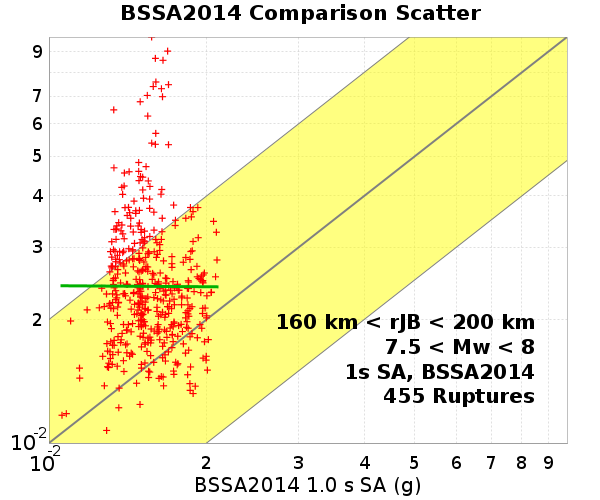 BSSA2014 Comparison Scatter
9
7
6
5
4
3
2
10-2
160 km < rJB < 200 km
7.5 < Mw < 8
1s SA, BSSA2014
455 Ruptures
10-2 2 3 4 5 6 7 8 9
BSSA2014 1.0 s SA (g)